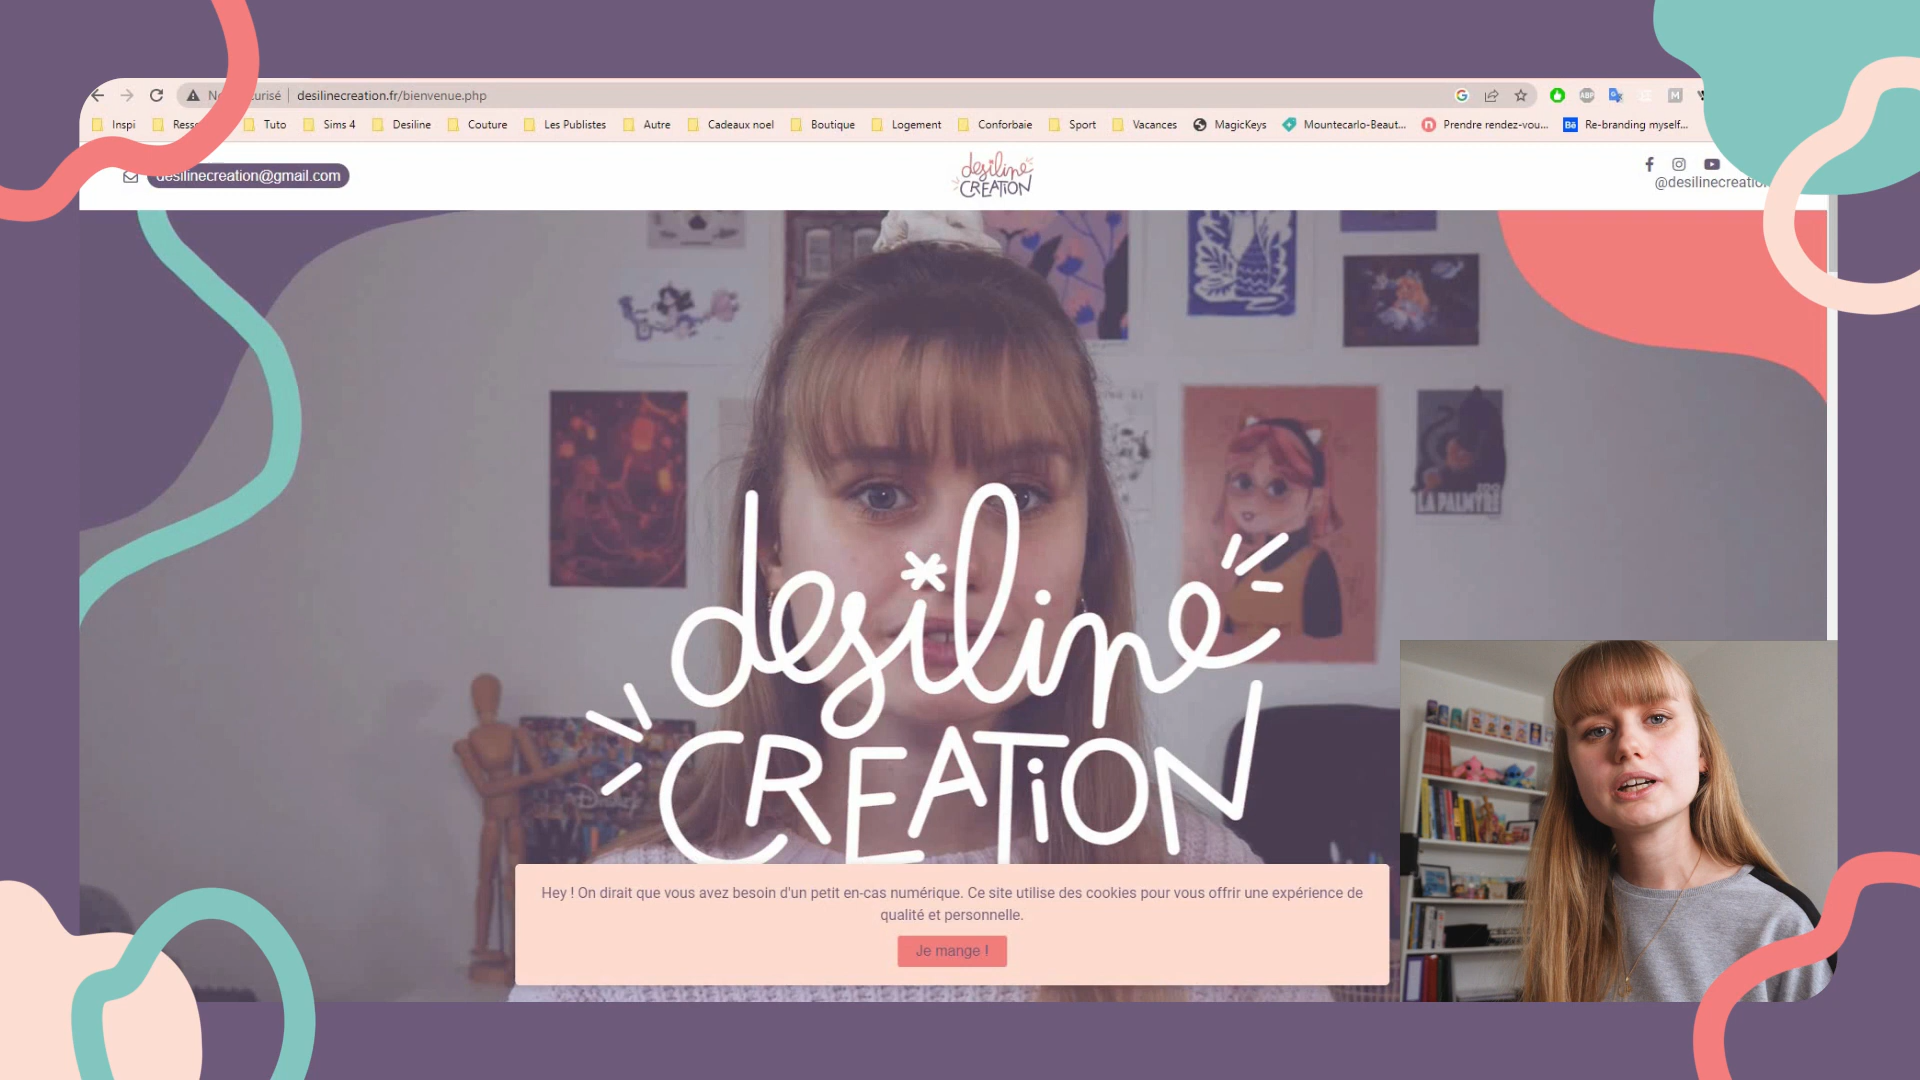 desilinecreation.fr/bienvenue.php
Inspi
Tuto
Sims 4
Desiline
Couture
Les Publistes
Autre
Cadeaux noel
Boutique
Logement
Conforbaie
Sport
Vacances
MagicKeys
Mountecarlo-Beaut...
Prendre rendez-vou...
Re-branding myself...
desilinecreation@gmail.com
desiline
CREATiON
@desilinecreation
LA PALMYRE
desiline
CREATiON
Disney
Hey ! On dirait que vous avez besoin d'un petit en-cas numérique. Ce site utilise des cookies pour vous offrir une expérience de
qualité et personnelle.
Je mange !